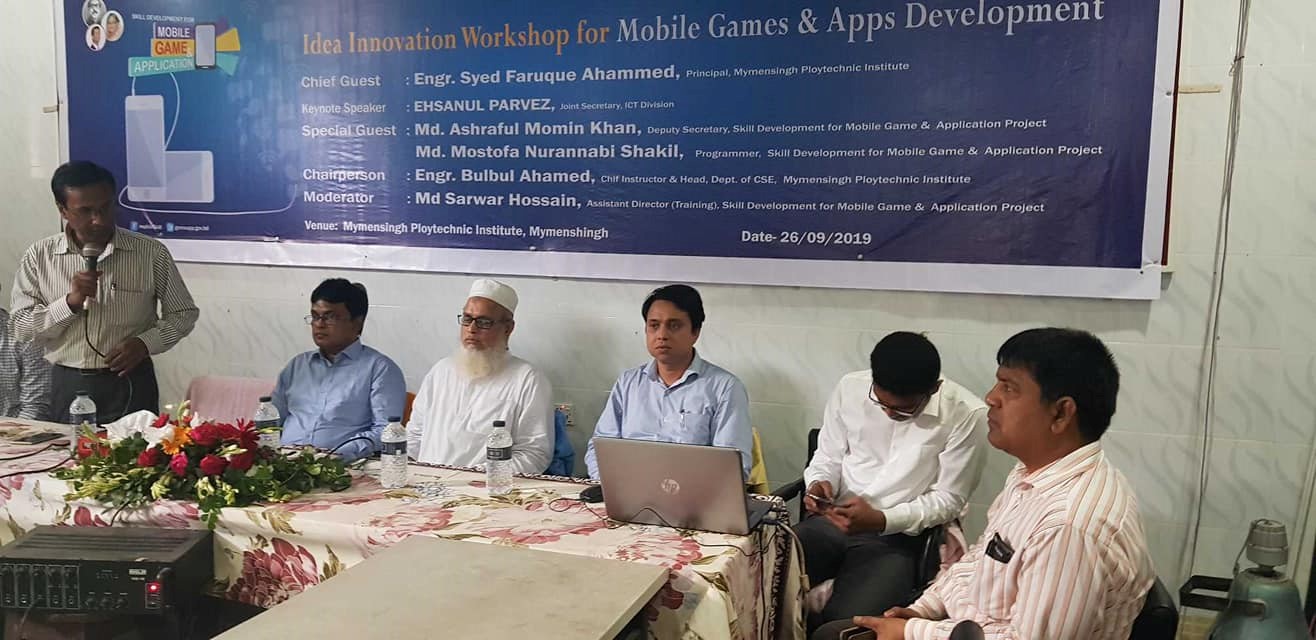 SKILL DEVELOPMENT FOR
MOBILE
GAME &
APPLICATION
Idea Innovation Workshop for Mobile Games & Apps Development
Chief Guest : Engr. Syed Faruque Ahammed, Principal, Mymensingh Ploytechnic Institute
Keynote Speaker : EHSANUL PARVEZ, Joint Secretary, ICT Division
Special Guest : Md. Ashraful Momin Khan, Deputy Secretary, Skill Development for Mobile Game & Application Project
Md. Mostofa Nurannabi Shakil, Programmer, Skill Development for Mobile Game & Application Project
Chairperson : Engr. Bulbul Ahamed, Chif Instructor & Head, Dept. of CSE, Mymensingh Ploytechnic Institute
Moderator : Md Sarwar Hossain, Assistant Director (Training), Skill Development for Mobile Game & Application Project
Venue: Mymensingh Ploytechnic Institute, Mymenshingh
Date- 26/09/2019
hp